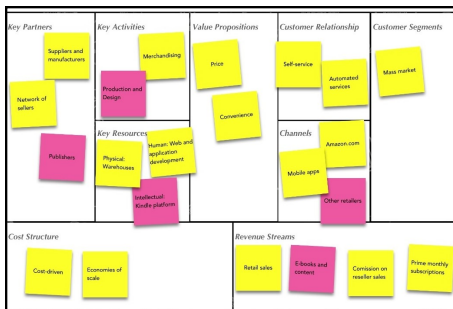 Key Partners
Suppliers and
manufacturers
Network of
sellers
Publishers
Key Activities
Merchandising
Production and
Design
Key Resources
Physical:
Warehouses
Human: Web and
application
development
Intellectual:
Kindle platform
Value Propositions
Price
Convenience
Customer Relationship
Self-service
Automated
services
Channels
Amazon.com
Mobile apps
Other retailers
Customer Segments
Mass market
Cost Structure
Cost-driven
Economies of
scale
Revenue Streams
Retail sales
E-books and
content
Comission on
reseller sales
Prime monthly
subscriptions